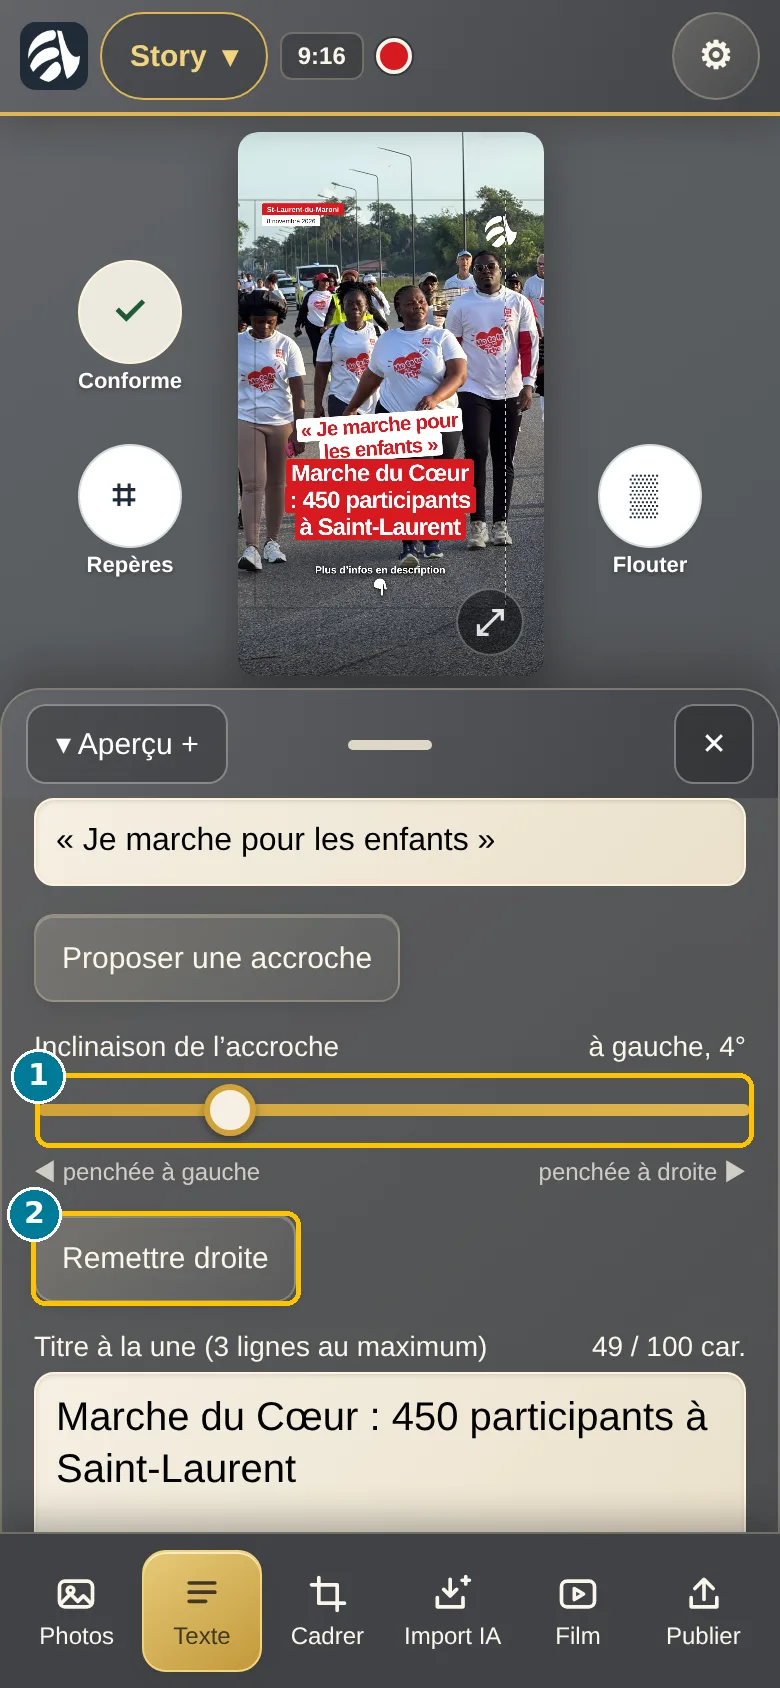 Story ▼
9:16
St-Laurent-du-Maroni
8 novembre 2026
Conforme
Repères
Flouter
« Je marche pour
les enfants »
Marche du Cœur
: 450 participants
à Saint-Laurent
Plus d'infos en description
▾ Aperçu +
« Je marche pour les enfants »
Proposer une accroche
Inclinaison de l'accroche
à gauche, 4°
1
◀ penchée à gauche
penchée à droite ▶
2
Remettre droite
Titre à la une (3 lignes au maximum)
49 / 100 car.
Marche du Cœur : 450 participants à
Saint-Laurent
Photos
Texte
Cadrer
Import IA
Film
Publier